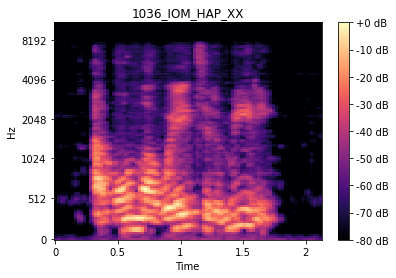 1036_IOM_HAP_XX
+0 dB
8192
-10 dB
4096
-20 dB
-30 dB
2048
-40 dB
Hz
1024
-50 dB
512
-60 dB
-70 dB
0
-80 dB
0 0.5 1 1.5 2
Time